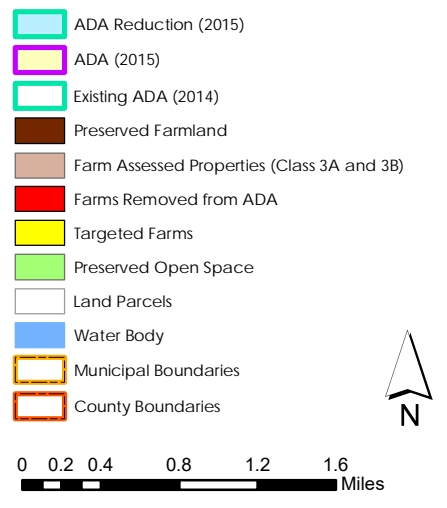 ADA Reduction (2015)
ADA (2015)
Existing ADA (2014)
Preserved Farmland
Farm Assessed Properties (Class 3A and 3B)
Farms Removed from ADA
Targeted Farms
Preserved Open Space
Land Parcels
Water Body
Municipal Boundaries
County Boundaries
N
0 0.2 0.4 0.8 1.2 1.6
Miles